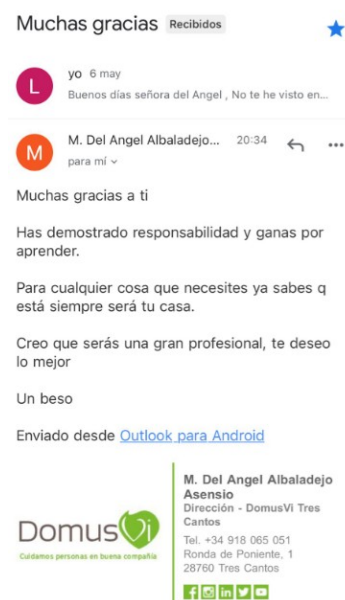 Muchas gracias Recibidos
L
yo 6 may
Buenos días señora del Angel , No te he visto en...
M
M. Del Angel Albaladejo... 20:34
para mí
Muchas gracias a ti
Has demostrado responsabilidad y ganas por
aprender.
Para cualquier cosa que necesites ya sabes q
está siempre será tu casa.
Creo que serás una gran profesional, te deseo
lo mejor
Un beso
Enviado desde Outlook para Android
DomusVi
Cuidamos personas en buena compañía
M. Del Angel Albaladejo
Asensio
Dirección - DomusVi Tres
Cantos
Tel. +34 918 065 051
Ronda de Poniente, 1
28760 Tres Cantos